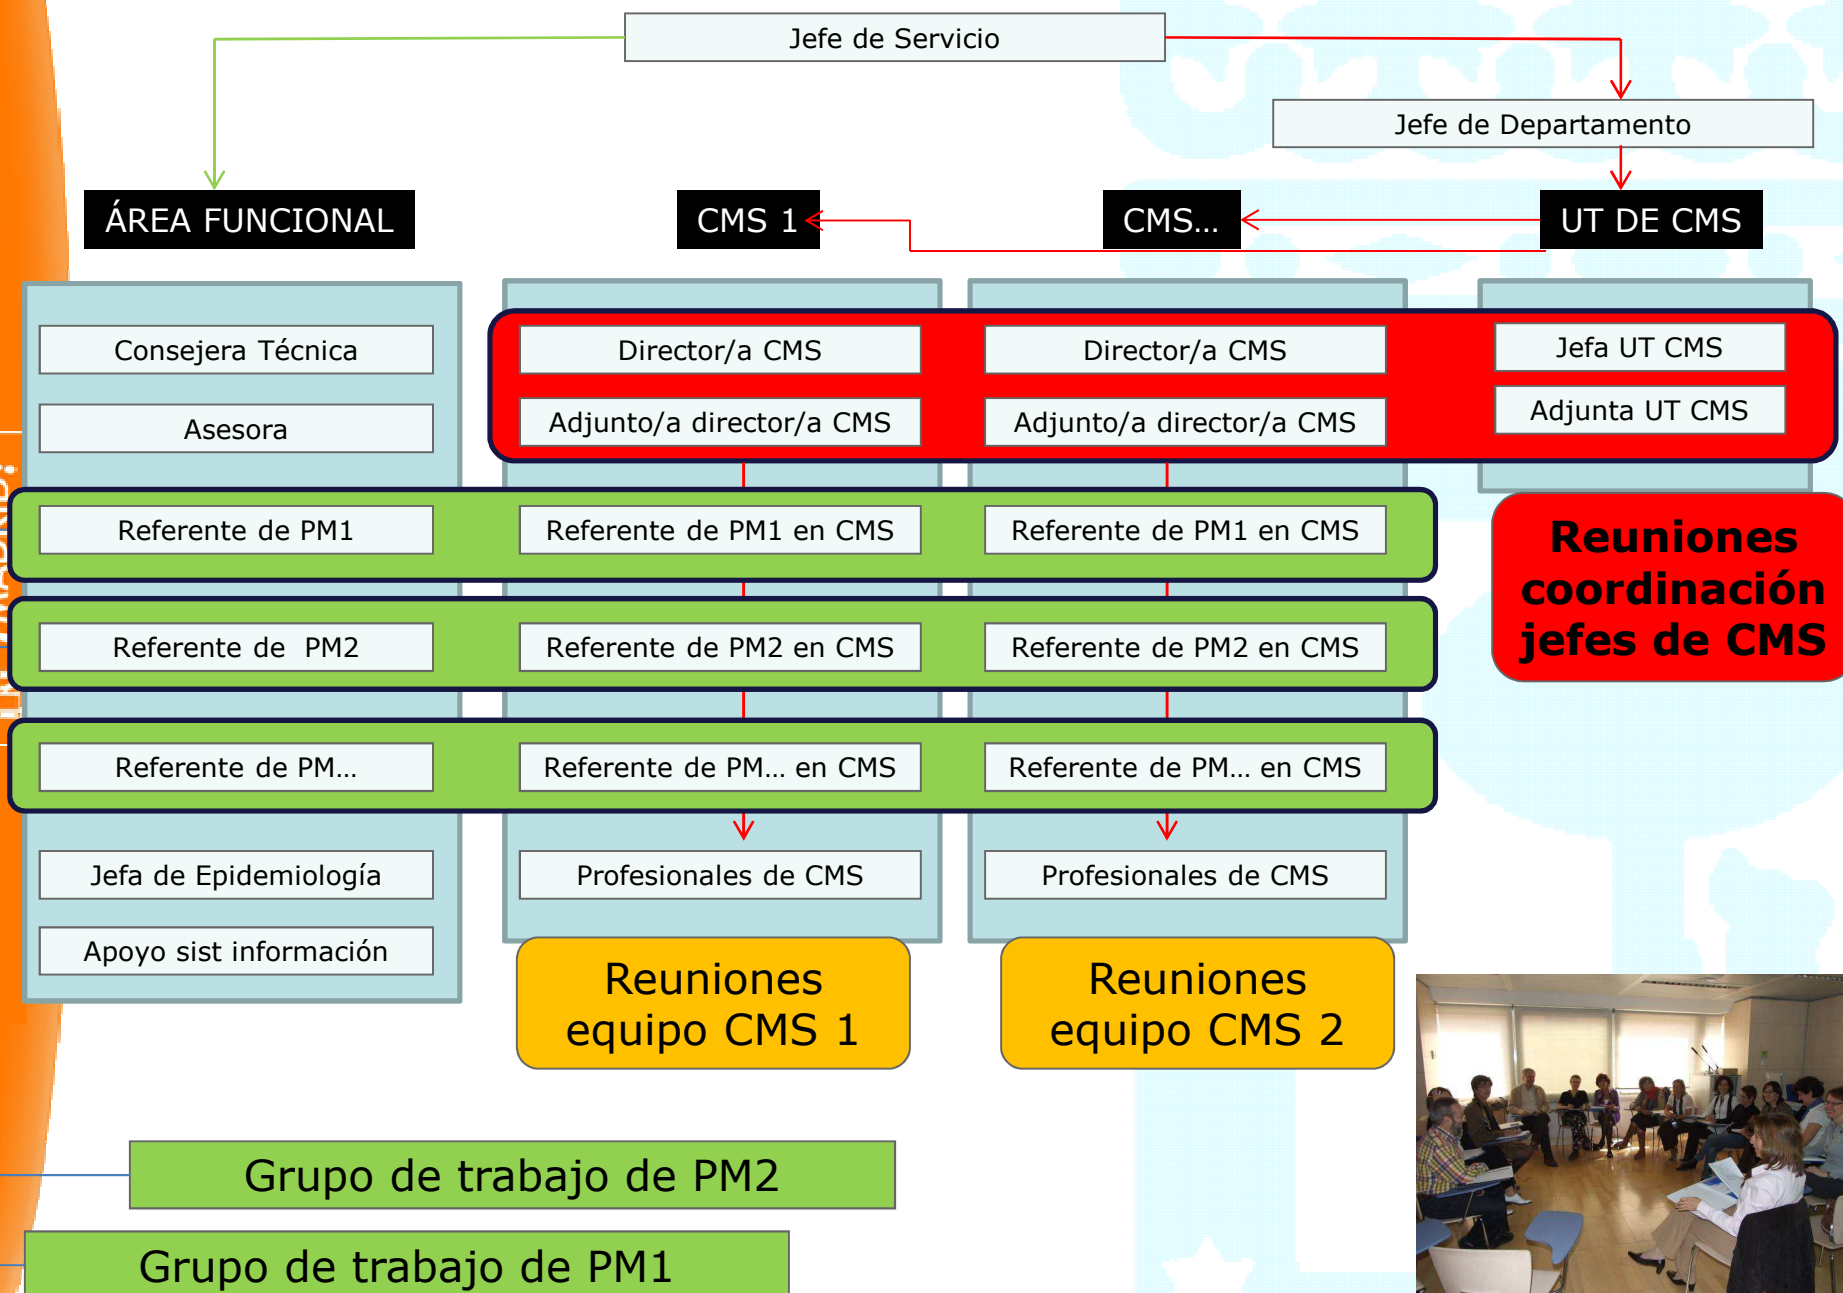 Jefe de Servicio
Jefe de Departamento
ÁREA FUNCIONAL
CMS 1
CMS...
UT DE CMS
Consejera Técnica
Director/a CMS
Director/a CMS
Jefa UT CMS
Asesora
Adjunto/a director/a CMS
Adjunto/a director/a CMS
Adjunta UT CMS
Referente de PM1
Referente de PM1 en CMS
Referente de PM1 en CMS
Reuniones
coordinación
jefes de CMS
Referente de  PM2
Referente de PM2 en CMS
Referente de PM2 en CMS
Referente de PM...
Referente de PM... en CMS
Referente de PM... en CMS
Jefa de Epidemiología
Profesionales de CMS
Profesionales de CMS
Apoyo sist información
Reuniones
equipo CMS 1
Reuniones
equipo CMS 2
Grupo de trabajo de PM2
Grupo de trabajo de PM1